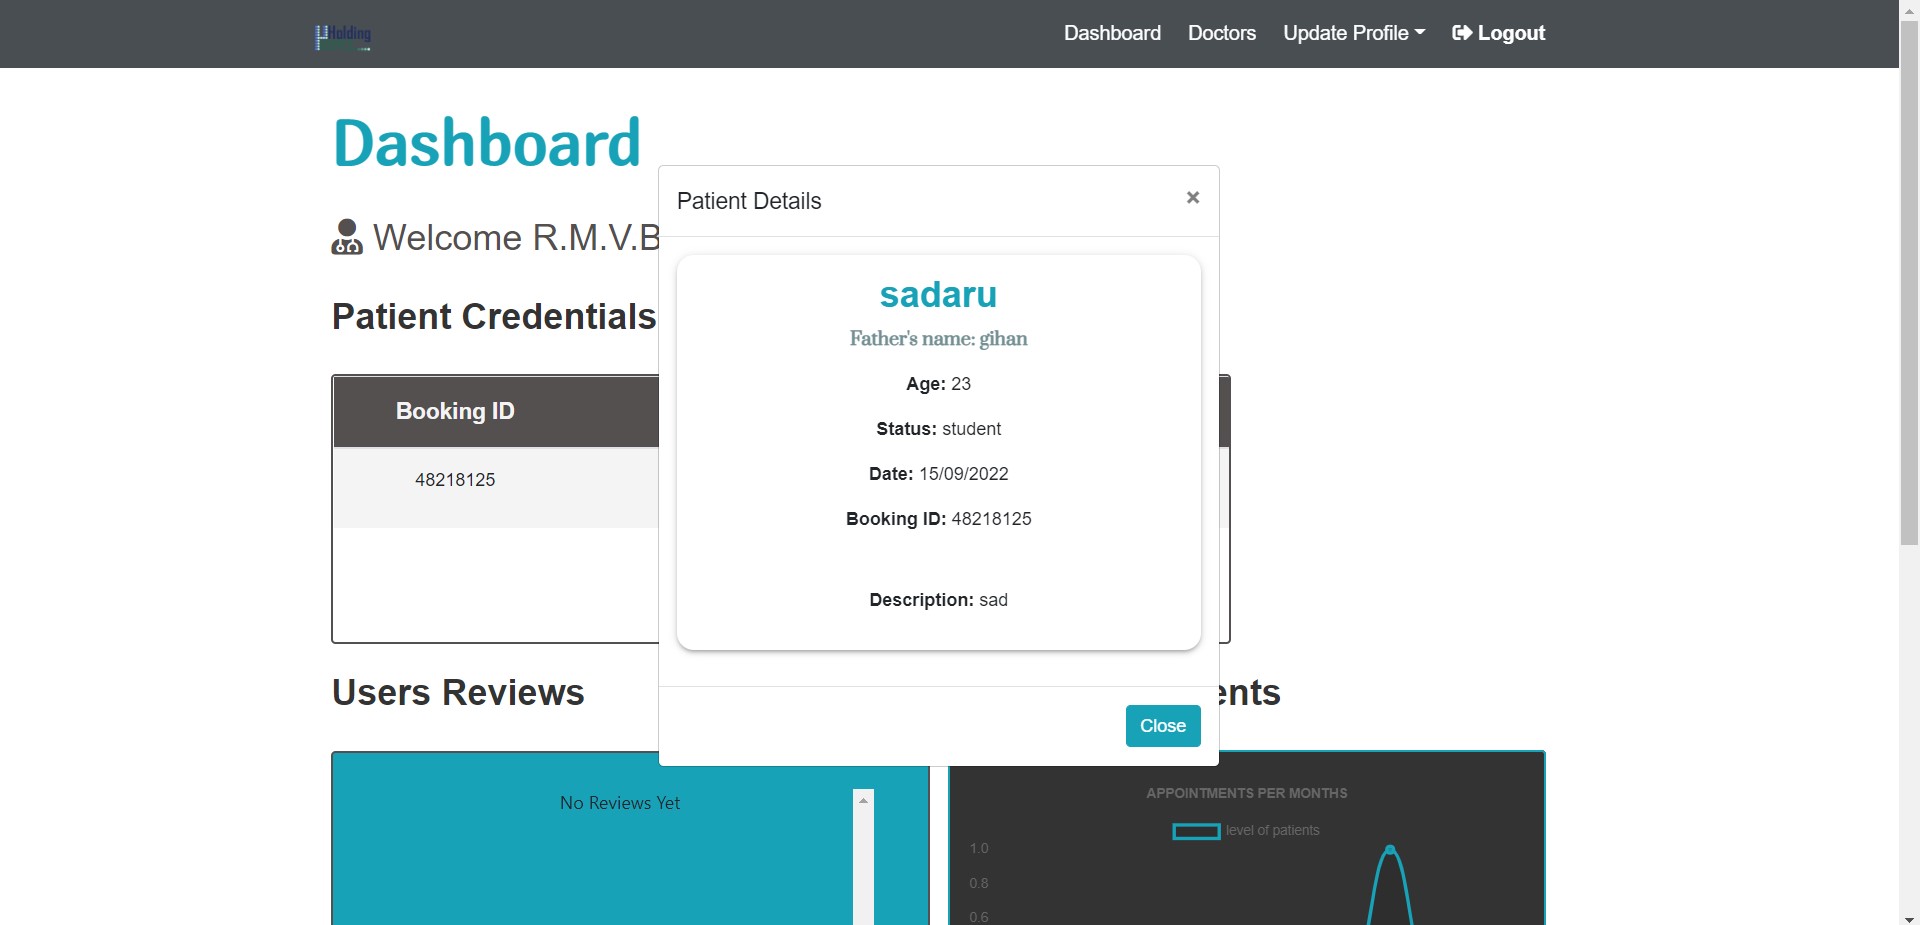 Holding
Dashboard Doctors Update Profile Logout
Dashboard
Welcome R.M.V.B
Patient Details ×
Patient Credentials
sadaru
Father's name: gihan
Age: 23
Booking ID
Status: student
Date: 15/09/2022
48218125
Booking ID: 48218125
Description: sad
Users Reviews
ents
Close
No Reviews Yet
APPOINTMENTS PER MONTHS
level of patients
1.0
0.8
0.6